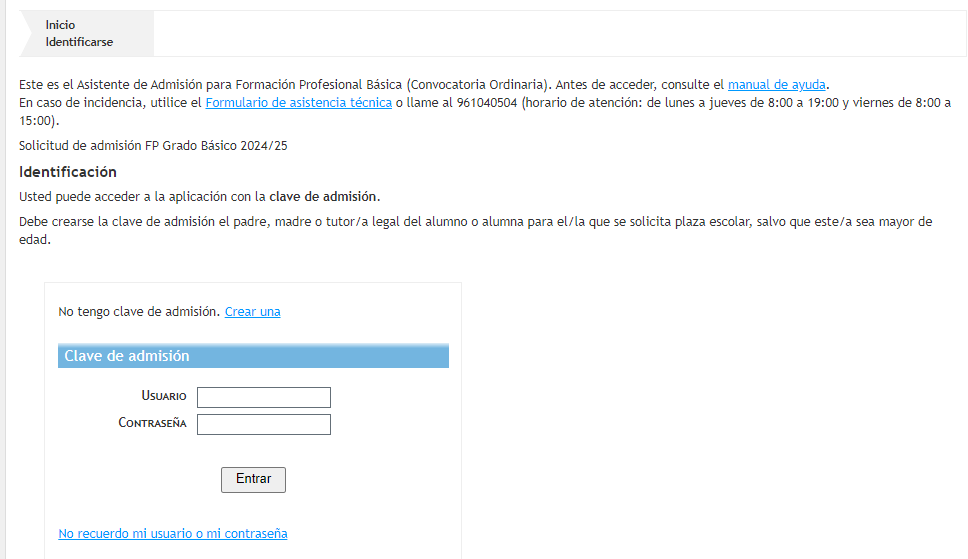 Inicio
Identificarse
Este es el Asistente de Admisión para Formación Profesional Básica (Convocatoria Ordinaria). Antes de acceder, consulte el manual de ayuda.
En caso de incidencia, utilice el Formulario de asistencia técnica o llame al 961040504 (horario de atención: de lunes a jueves de 8:00 a 19:00 y viernes de 8:00 a
15:00).
Solicitud de admisión FP Grado Básico 2024/25
Identificación
Usted puede acceder a la aplicación con la clave de admisión.
Debe crearse la clave de admisión el padre, madre o tutor/a legal del alumno o alumna para el/la que se solicita plaza escolar, salvo que este/a sea mayor de
edad.
No tengo clave de admisión. Crear una
Clave de admisión
Usuario
Contraseña
Entrar
No recuerdo mi usuario o mi contraseña